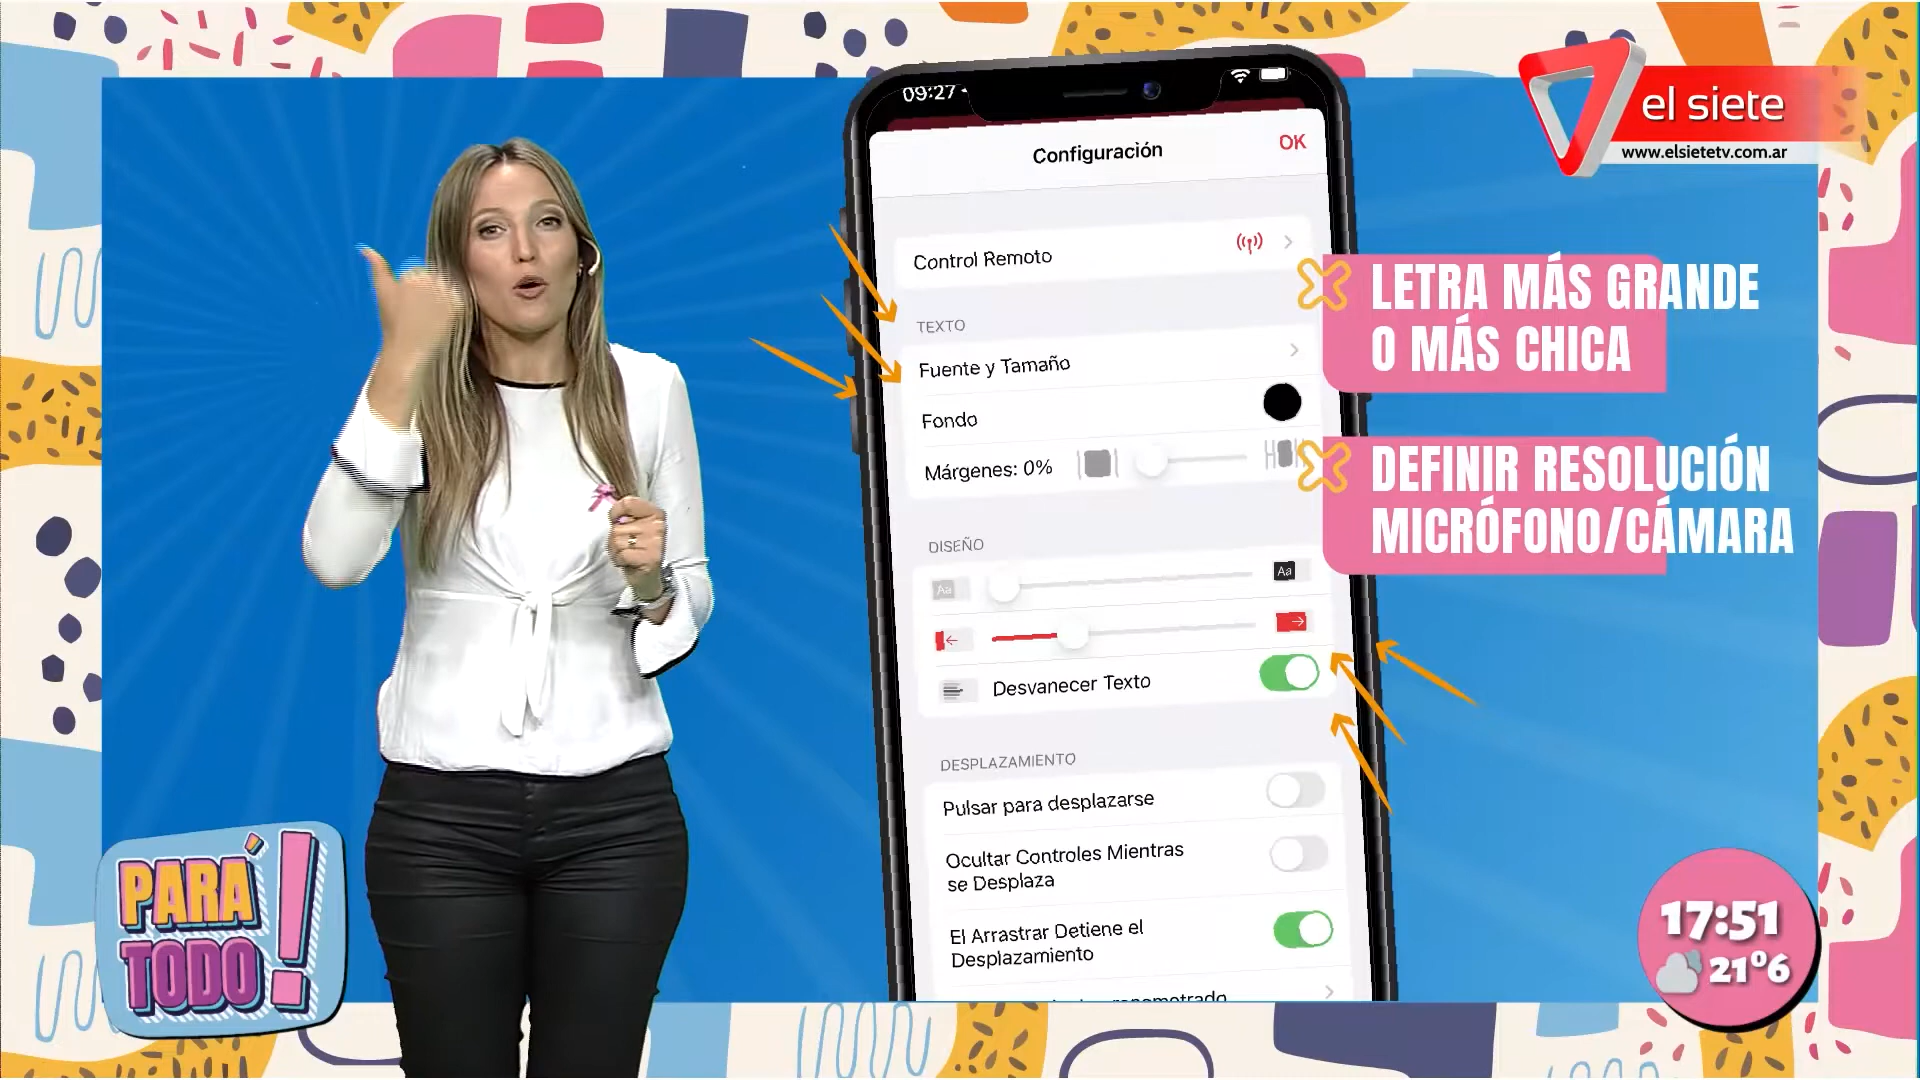 09:27
el siete
www.elsietetv.com.ar
Configuración
OK
Control Remoto
LETRA MÁS GRANDE
O MÁS CHICA
TEXTO
Fuente y Tamaño
Fondo
Márgenes: 0%
DEFINIR RESOLUCIÓN
MICRÓFONO/CÁMARA
DISEÑO
Aa
Aa
Desvanecer Texto
DESPLAZAMIENTO
Pulsar para desplazarse
Ocultar Controles Mientras
se Desplaza
El Arrastrar Detiene el
Desplazamiento
PARÁ
TODO!
17:51
21º6